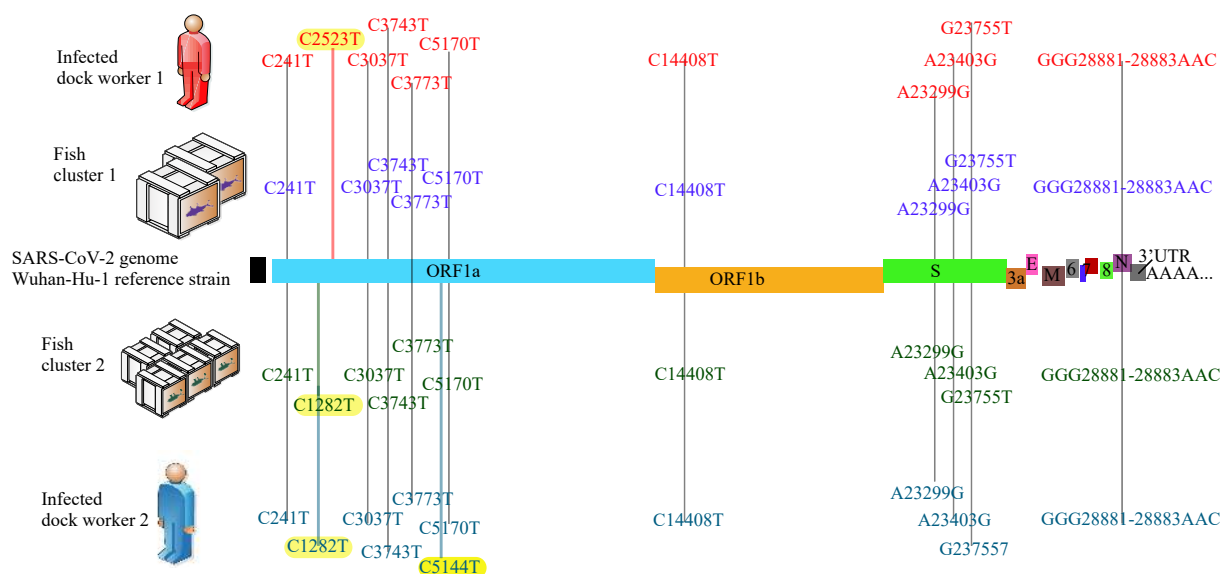 C3743T
G23755T
C2523T
C5170T
Infected
dock worker 1
C241T
C3037T
C14408T
A23403G
GGG28881-28883AAC
C3773T
A23299G
Fish
cluster 1
C3743T
G23755T
C241T
C3037T
C5170T
C14408T
A23403G
GGG28881-28883AAC
C3773T
A23299G
SARS-CoV-2 genome
Wuhan-Hu-1 reference strain
ORF1a
ORF1b
S
3a
E
M
6
7
8
N
3’UTR
AAAA...
Fish
cluster 2
C3773T
A23299G
C241T
C3037T
C5170T
C14408T
A23403G
GGG28881-28883AAC
C1282T
C3743T
G23755T
Infected
dock worker 2
C3773T
A23299G
C241T
C3037T
C5170T
C14408T
A23403G
GGG28881-28883AAC
C1282T
C3743T
G237557
C5144T